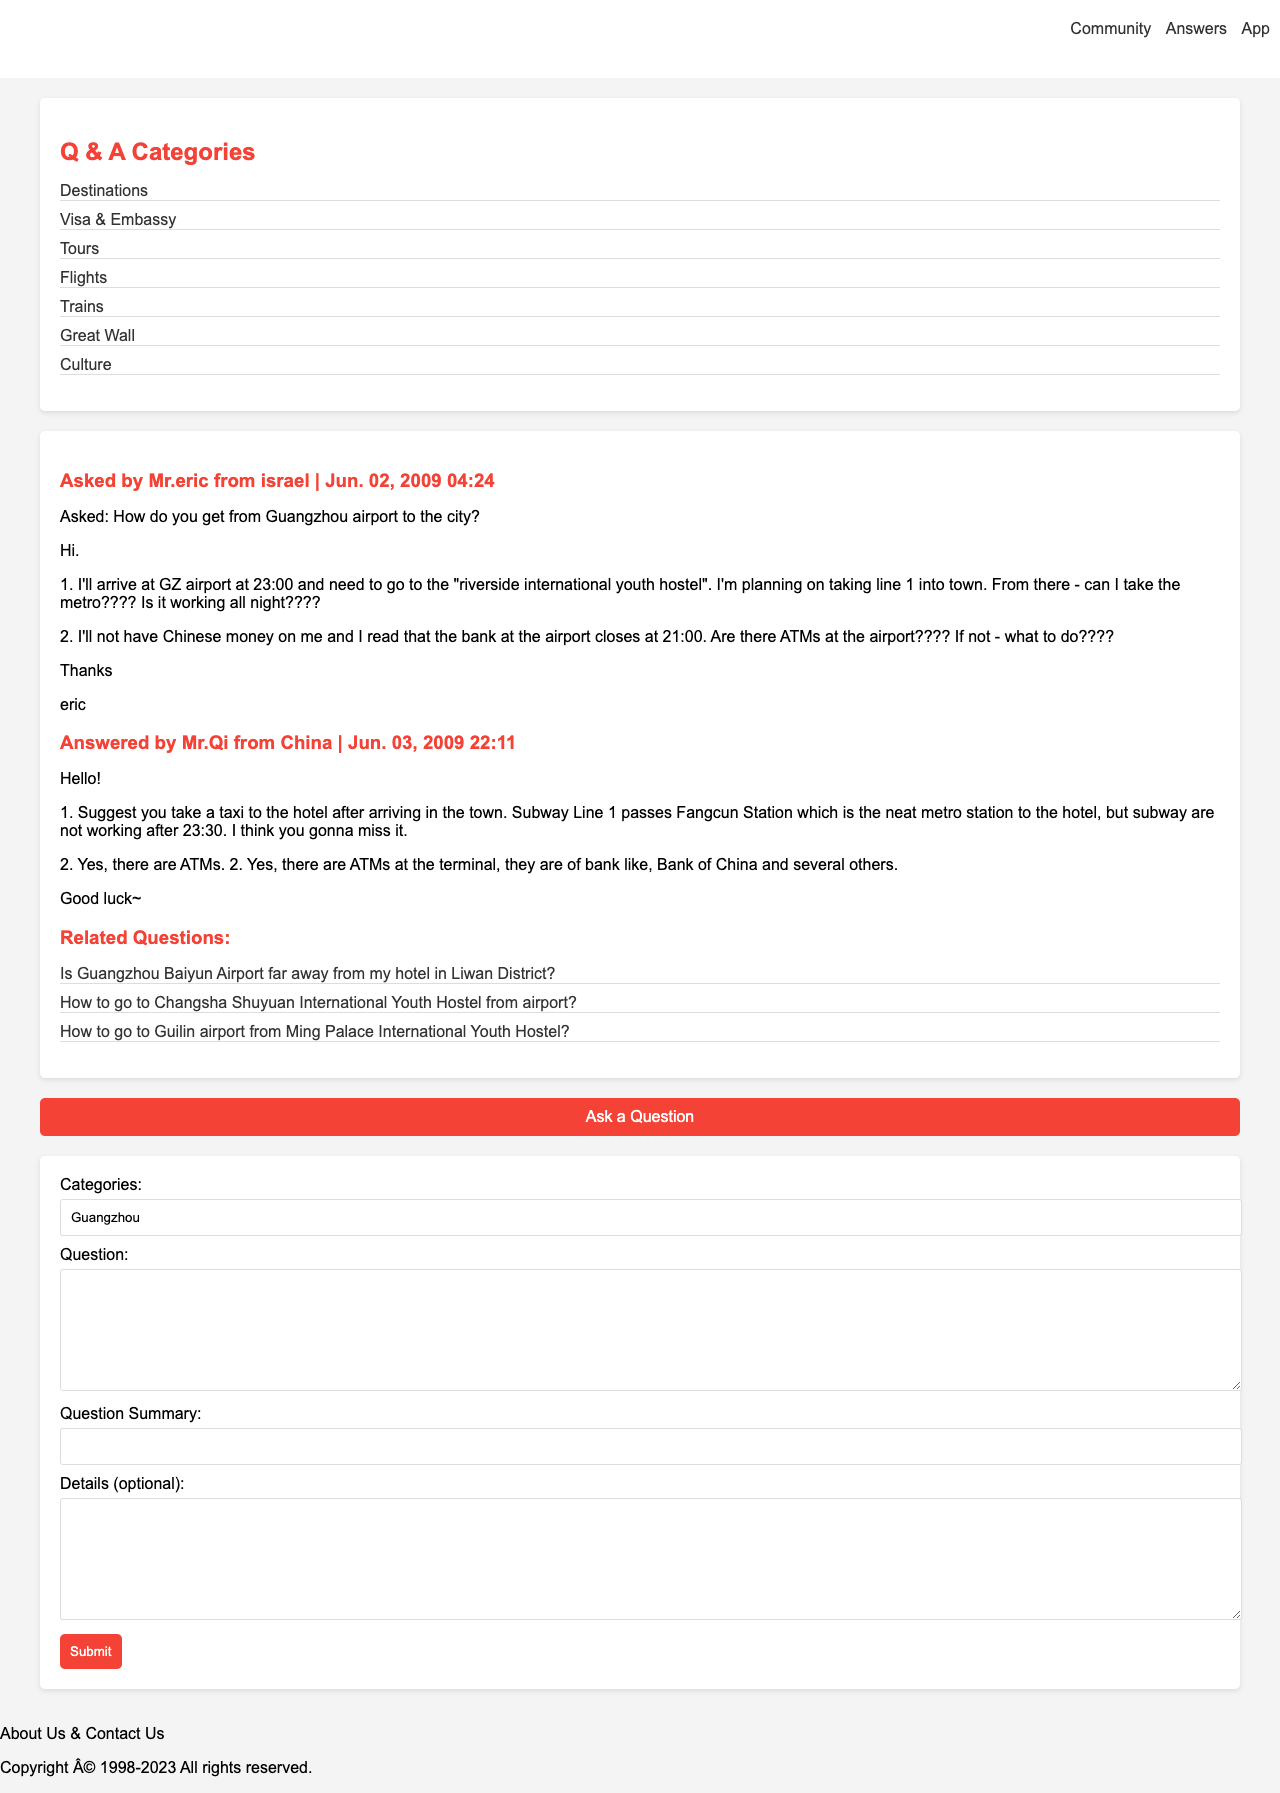 Community Answers App
Q & A Categories
Destinations
Visa & Embassy
Tours
Flights
Trains
Great Wall
Culture
Asked by Mr.eric from israel | Jun. 02, 2009 04:24
Asked: How do you get from Guangzhou airport to the city?
Hi.
1. I'll arrive at GZ airport at 23:00 and need to go to the "riverside international youth hostel". I'm planning on taking line 1 into town. From there - can I take the
metro???? Is it working all night????
2. I'll not have Chinese money on me and I read that the bank at the airport closes at 21:00. Are there ATMs at the airport???? If not - what to do????
Thanks
eric
Answered by Mr.Qi from China | Jun. 03, 2009 22:11
Hello!
1. Suggest you take a taxi to the hotel after arriving in the town. Subway Line 1 passes Fangcun Station which is the neat metro station to the hotel, but subway are
not working after 23:30. I think you gonna miss it.
2. Yes, there are ATMs. 2. Yes, there are ATMs at the terminal, they are of bank like, Bank of China and several others.
Good luck~
Related Questions:
Is Guangzhou Baiyun Airport far away from my hotel in Liwan District?
How to go to Changsha Shuyuan International Youth Hostel from airport?
How to go to Guilin airport from Ming Palace International Youth Hostel?
Ask a Question
Categories:
Guangzhou
Question:
Question Summary:
Details (optional):
Submit
About Us & Contact Us
Copyright Â© 1998-2023 All rights reserved.